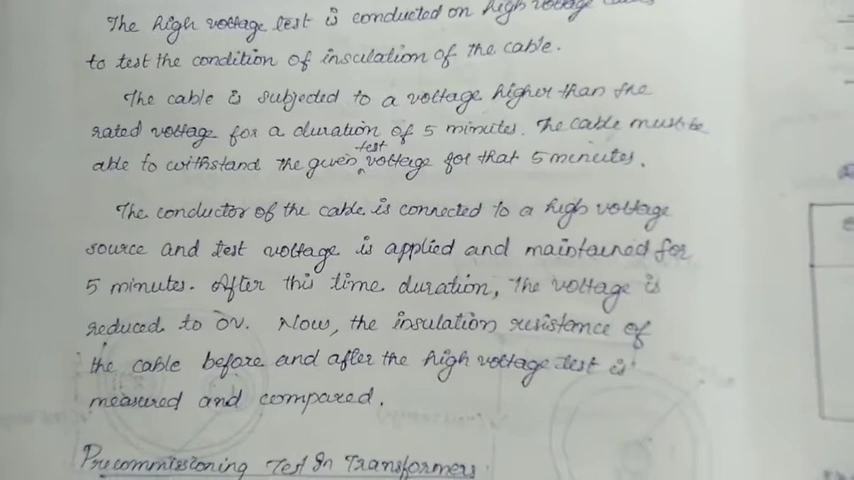 The high voltage test is conducted on high voltage
to test the condition of insulation of the cable.
The cable is subjected to a voltage higher than the
rated voltage for a duration of 5 minutes. The cable must be
able to withstand the given test voltage for that 5 minutes.
The conductor of the cable is connected to a high voltage
source and test voltage is applied and maintained for
5 minutes. After this time duration, the voltage is
reduced to 0V. Now, the insulation resistance of
the cable before and after the high voltage test is
measured and compared.
Precommissioning Test In Transformers